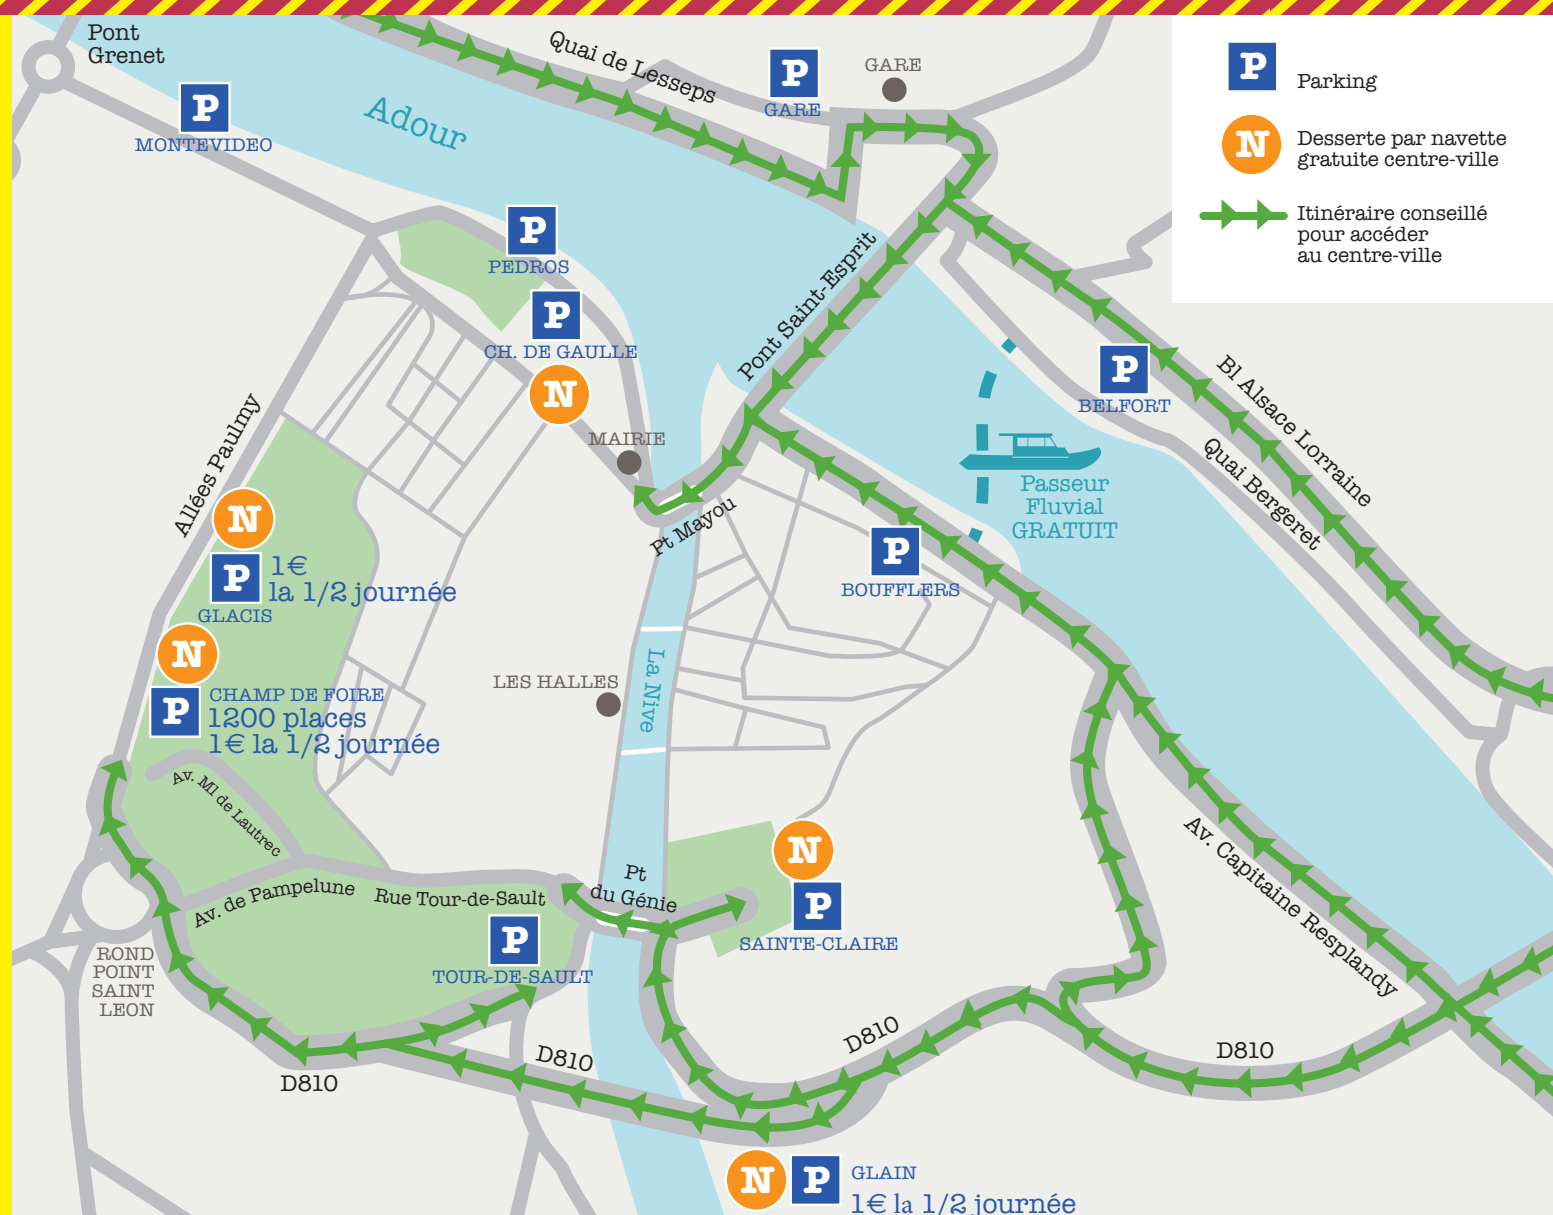 Pont
Grenet
P
MONTEVIDEO
Adour
Quai de Lesseps
P
GARE
GARE
P
Parking
N
Desserte par navette
gratuite centre-ville
Itinéraire conseillé
pour accéder
au centre-ville
P
PEDROS
P
CH. DE GAULLE
N
MAIRIE
Pont Saint-Esprit
Pt Mayou
P
BELFORT
Bl Alsace Lorraine
Quai Bergeret
Passeur
Fluvial
GRATUIT
P
BOUFFLERS
Allées Paulmy
N
P
1€
la 1/2 journée
GLACIS
N
P
CHAMP DE FOIRE
1200 places
1€ la 1/2 journée
LES HALLES
La Nive
Av. Ml de Lautrec
Av. de Pampelune
Rue Tour-de-Sault
Pt
du Génie
N
P
SAINTE-CLAIRE
P
TOUR-DE-SAULT
ROND
POINT
SAINT
LEON
Av. Capitaine Resplandy
D810
D810
D810
D810
N
P
GLAIN
1€ la 1/2 journée